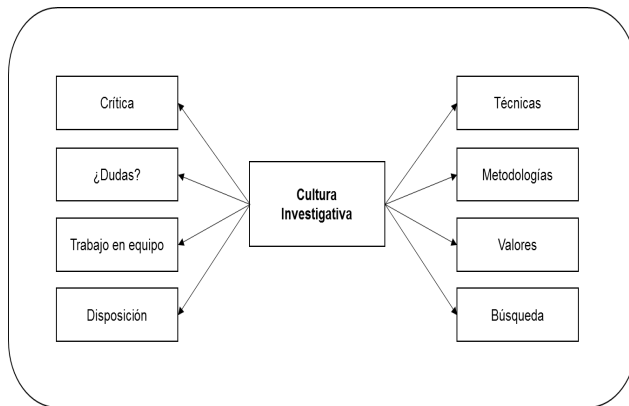 Crítica
¿Dudas?
Trabajo en equipo
Disposición
Cultura
Investigativa
Técnicas
Metodologías
Valores
Búsqueda